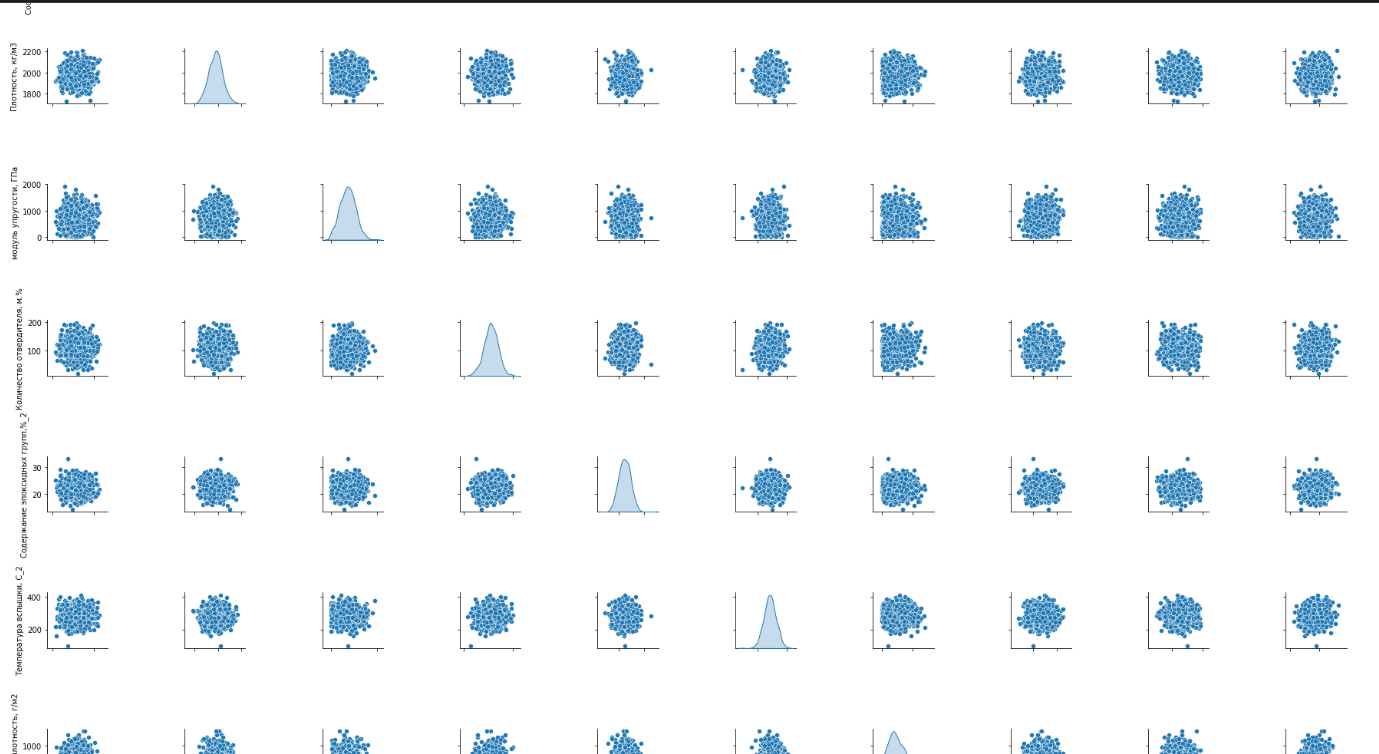 Плотность, кг/м3
2200
2000
1800
модуль упругости, ГПа
2000
1000
0
Количество отвердителя, м.%
200
100
Содержание эпоксидных групп,%_2
30
20
Температура вспышки, С_2
400
200
1000